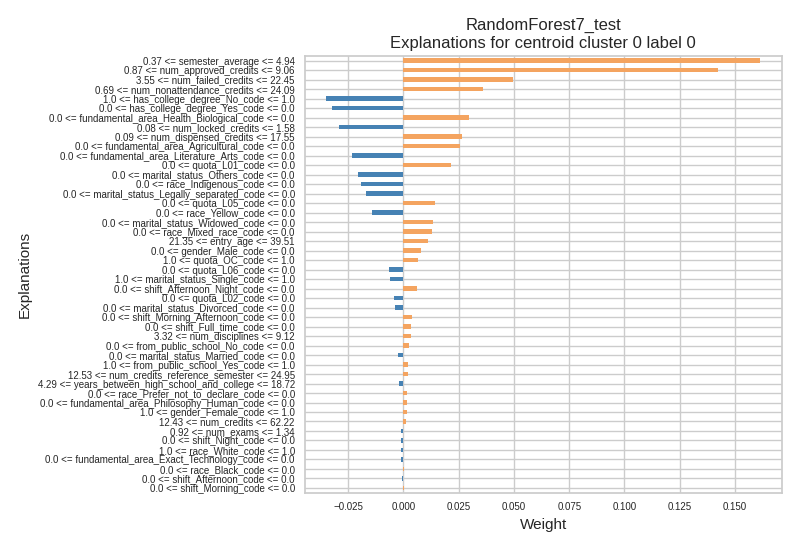 RandomForest7_test
Explanations for centroid cluster 0 label 0
Explanations
0.37 <= semester_average <= 4.94
0.87 <= num_approved_credits <= 9.06
3.55 <= num_failed_credits <= 22.45
0.69 <= num_nonattendance_credits <= 24.09
1.0 <= has_college_degree_No_code <= 1.0
0.0 <= has_college_degree_Yes_code <= 0.0
0.0 <= fundamental_area_Health_Biological_code <= 0.0
0.08 <= num_locked_credits <= 1.58
0.09 <= num_dispensed_credits <= 17.55
0.0 <= fundamental_area_Agricultural_code <= 0.0
0.0 <= fundamental_area_Literature_Arts_code <= 0.0
0.0 <= quota_L01_code <= 0.0
0.0 <= marital_status_Others_code <= 0.0
0.0 <= race_Indigenous_code <= 0.0
0.0 <= marital_status_Legally_separated_code <= 0.0
0.0 <= quota_L05_code <= 0.0
0.0 <= race_Yellow_code <= 0.0
0.0 <= marital_status_Widowed_code <= 0.0
0.0 <= race_Mixed_race_code <= 0.0
21.35 <= entry_age <= 39.51
0.0 <= gender_Male_code <= 0.0
1.0 <= quota_OC_code <= 1.0
0.0 <= quota_L06_code <= 0.0
1.0 <= marital_status_Single_code <= 1.0
0.0 <= shift_Afternoon_Night_code <= 0.0
0.0 <= quota_L02_code <= 0.0
0.0 <= marital_status_Divorced_code <= 0.0
0.0 <= shift_Morning_Afternoon_code <= 0.0
0.0 <= shift_Full_time_code <= 0.0
3.32 <= num_disciplines <= 9.12
0.0 <= from_public_school_No_code <= 0.0
0.0 <= marital_status_Married_code <= 0.0
1.0 <= from_public_school_Yes_code <= 1.0
12.53 <= num_credits_reference_semester <= 24.95
4.29 <= years_between_high_school_and_college <= 18.72
0.0 <= race_Prefer_not_to_declare_code <= 0.0
0.0 <= fundamental_area_Philosophy_Human_code <= 0.0
1.0 <= gender_Female_code <= 1.0
12.43 <= num_credits <= 62.22
0.92 <= num_exams <= 1.34
0.0 <= shift_Night_code <= 0.0
1.0 <= race_White_code <= 1.0
0.0 <= fundamental_area_Exact_Technology_code <= 0.0
0.0 <= race_Black_code <= 0.0
0.0 <= shift_Afternoon_code <= 0.0
0.0 <= shift_Morning_code <= 0.0
−0.025 0.000 0.025 0.050 0.075 0.100 0.125 0.150
Weight